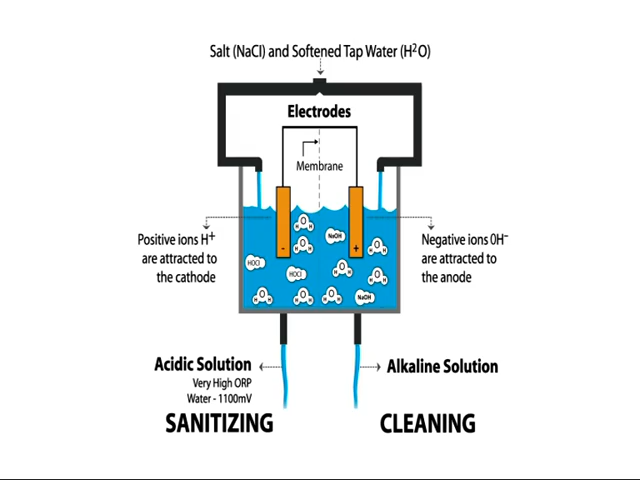 Salt (NaCl) and Softened Tap Water (H²O)
Electrodes
Membrane
Positive ions H⁺
are attracted to
the cathode
Negative ions 0H⁻
are attracted to
the anode
-
+
H O H
NaOH
H O H
H O H
HOCl
H O H
HOCl
H O H
H O H
H O H
H O H
NaOH
Acidic Solution
Very High ORP
Water - 1100mV
SANITIZING
Alkaline Solution
CLEANING